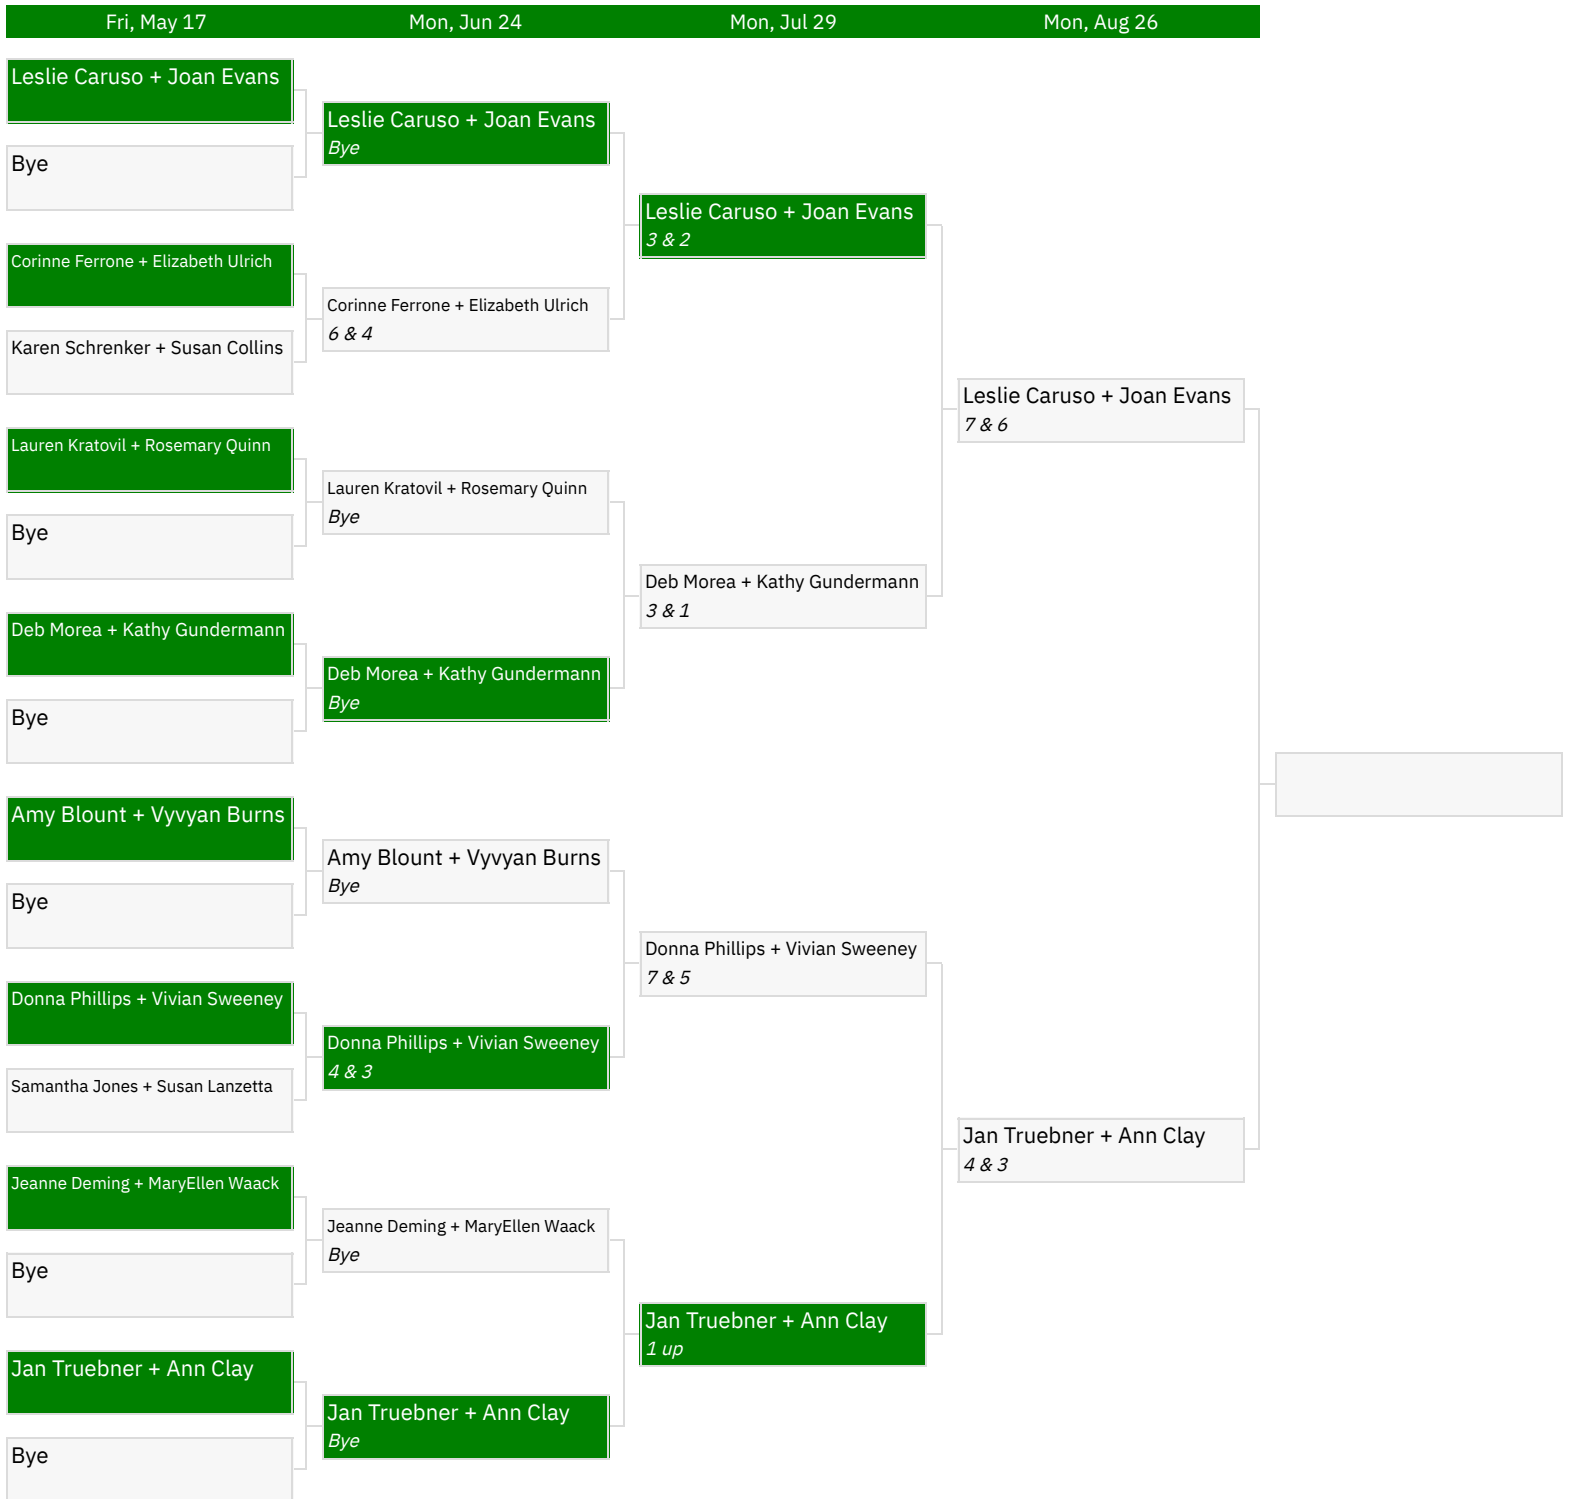 Fri, May 17
Mon, Jun 24
Mon, Jul 29
Mon, Aug 26
Leslie Caruso + Joan Evans
Bye
Corinne Ferrone + Elizabeth Ulrich
Karen Schrenker + Susan Collins
Lauren Kratovil + Rosemary Quinn
Bye
Deb Morea + Kathy Gundermann
Bye
Amy Blount + Vyvyan Burns
Bye
Donna Phillips + Vivian Sweeney
Samantha Jones + Susan Lanzetta
Jeanne Deming + MaryEllen Waack
Bye
Jan Truebner + Ann Clay
Bye
Leslie Caruso + Joan Evans
Bye
Corinne Ferrone + Elizabeth Ulrich
6 & 4
Lauren Kratovil + Rosemary Quinn
Bye
Deb Morea + Kathy Gundermann
Bye
Amy Blount + Vyvyan Burns
Bye
Donna Phillips + Vivian Sweeney
4 & 3
Jeanne Deming + MaryEllen Waack
Bye
Jan Truebner + Ann Clay
Bye
Leslie Caruso + Joan Evans
3 & 2
Deb Morea + Kathy Gundermann
3 & 1
Donna Phillips + Vivian Sweeney
7 & 5
Jan Truebner + Ann Clay
1 up
Leslie Caruso + Joan Evans
7 & 6
Jan Truebner + Ann Clay
4 & 3